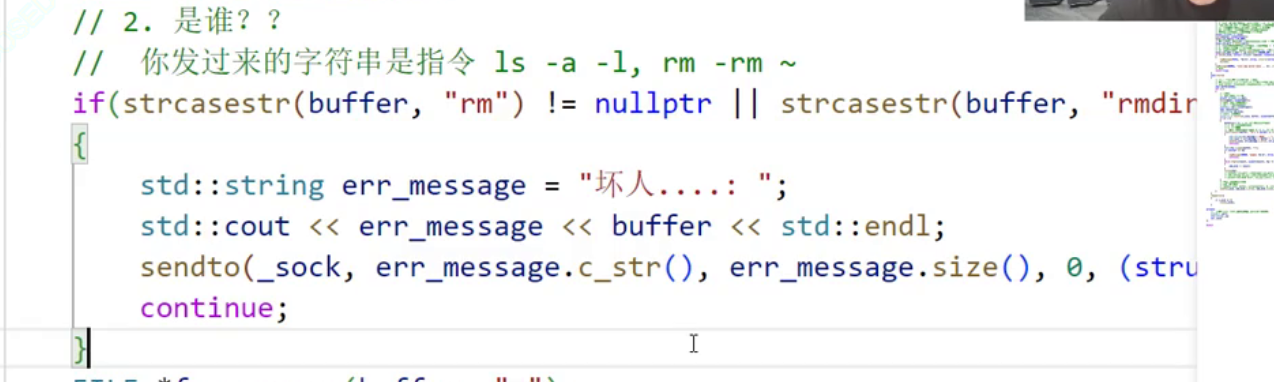 // 2. 是谁？？
// 你发过来的字符串是指令 ls -a -l, rm -rm ~
if(strcasestr(buffer, "rm") != nullptr || strcasestr(buffer, "rmdir
{
std::string err_message = "坏人....: ";
std::cout << err_message << buffer << std::endl;
sendto(_sock, err_message.c_str(), err_message.size(), 0, (stru
continue;
}